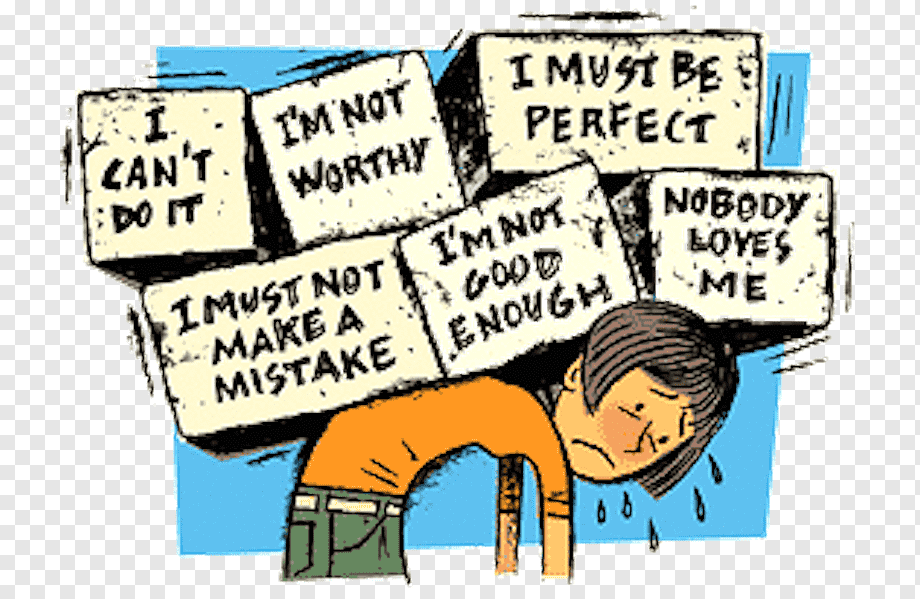 I
CAN'T
DO IT
I'M NOT
WORTHY
I MUST BE
PERFECT
I MUST NOT
MAKE A
MISTAKE
I'M NOT
GOOD
ENOUGH
NOBODY
LOVES
ME